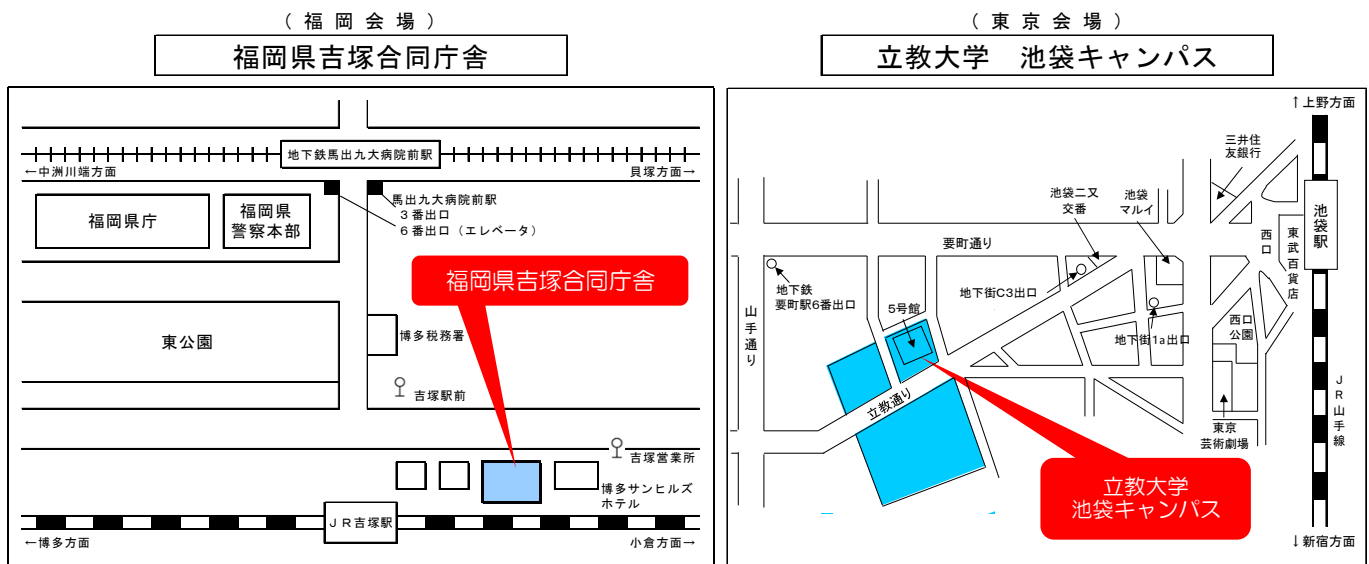 （ 福 岡 会 場 ）
福岡県吉塚合同庁舎
地下鉄馬出九大病院前駅
←中洲川端方面
貝塚方面→
福岡県庁
福岡県
警察本部
馬出九大病院前駅
３番出口
６番出口（エレベータ）
福岡県吉塚合同庁舎
東公園
博多税務署
吉塚駅前
吉塚営業所
博多サンヒルズ
ホテル
ＪＲ吉塚駅
←博多方面
小倉方面→
（ 東 京 会 場 ）
立教大学　池袋キャンパス
↑上野方面
三井住
友銀行
池袋二又
交番
池袋
マルイ
池袋駅
西口
東武百貨店
要町通り
地下鉄
要町駅6番出口
地下街C3出口
山手通り
5号館
地下街1a出口
西口
公園
立教通り
ＪＲ山手線
東京
芸術劇場
立教大学
池袋キャンパス
↓新宿方面